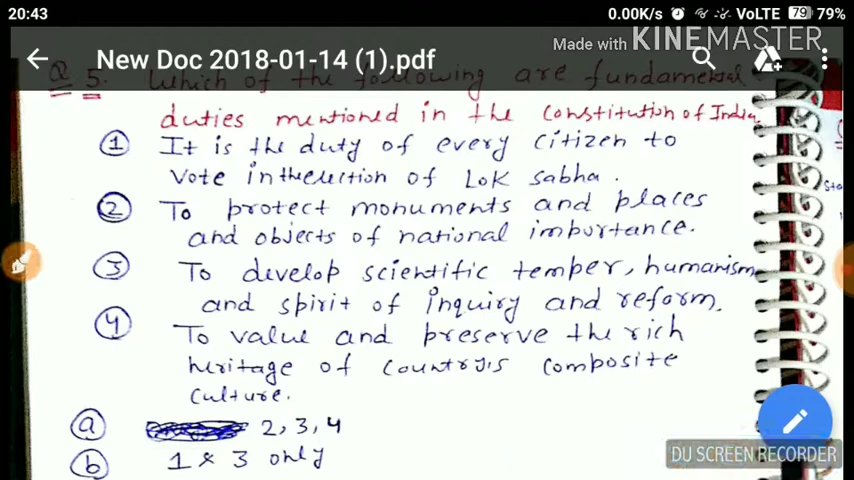 20:43 0.00K/s VoLTE 79 79%
New Doc 2018-01-14 (1).pdf
Made with KINEMASTER
Q 5. Which of the following are fundamental
duties mentioned in the constitution of India
① It is the duty of every citizen to
vote in the election of Lok sabha.
② To protect monuments and places
and objects of national importance.
③ To develop scientific temper, humanism
and spirit of inquiry and reform.
④ To value and preserve the rich
heritage of country's composite
culture.
ⓐ 2, 3, 4
ⓑ 1 & 3 only
DU SCREEN RECORDER